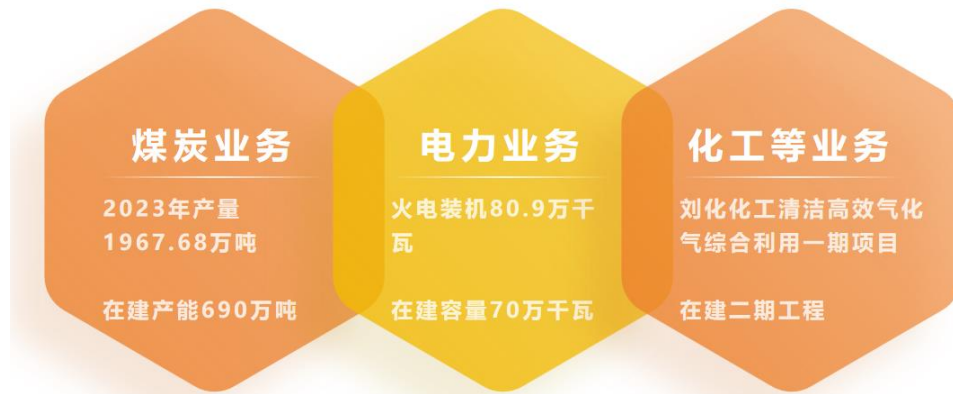 煤炭业务
2023年产量
1967.68万吨
在建产能690万吨
电力业务
火电装机80.9万千
瓦
在建容量70万千瓦
化工等业务
刘化化工清洁高效气化
气综合利用一期项目
在建二期工程